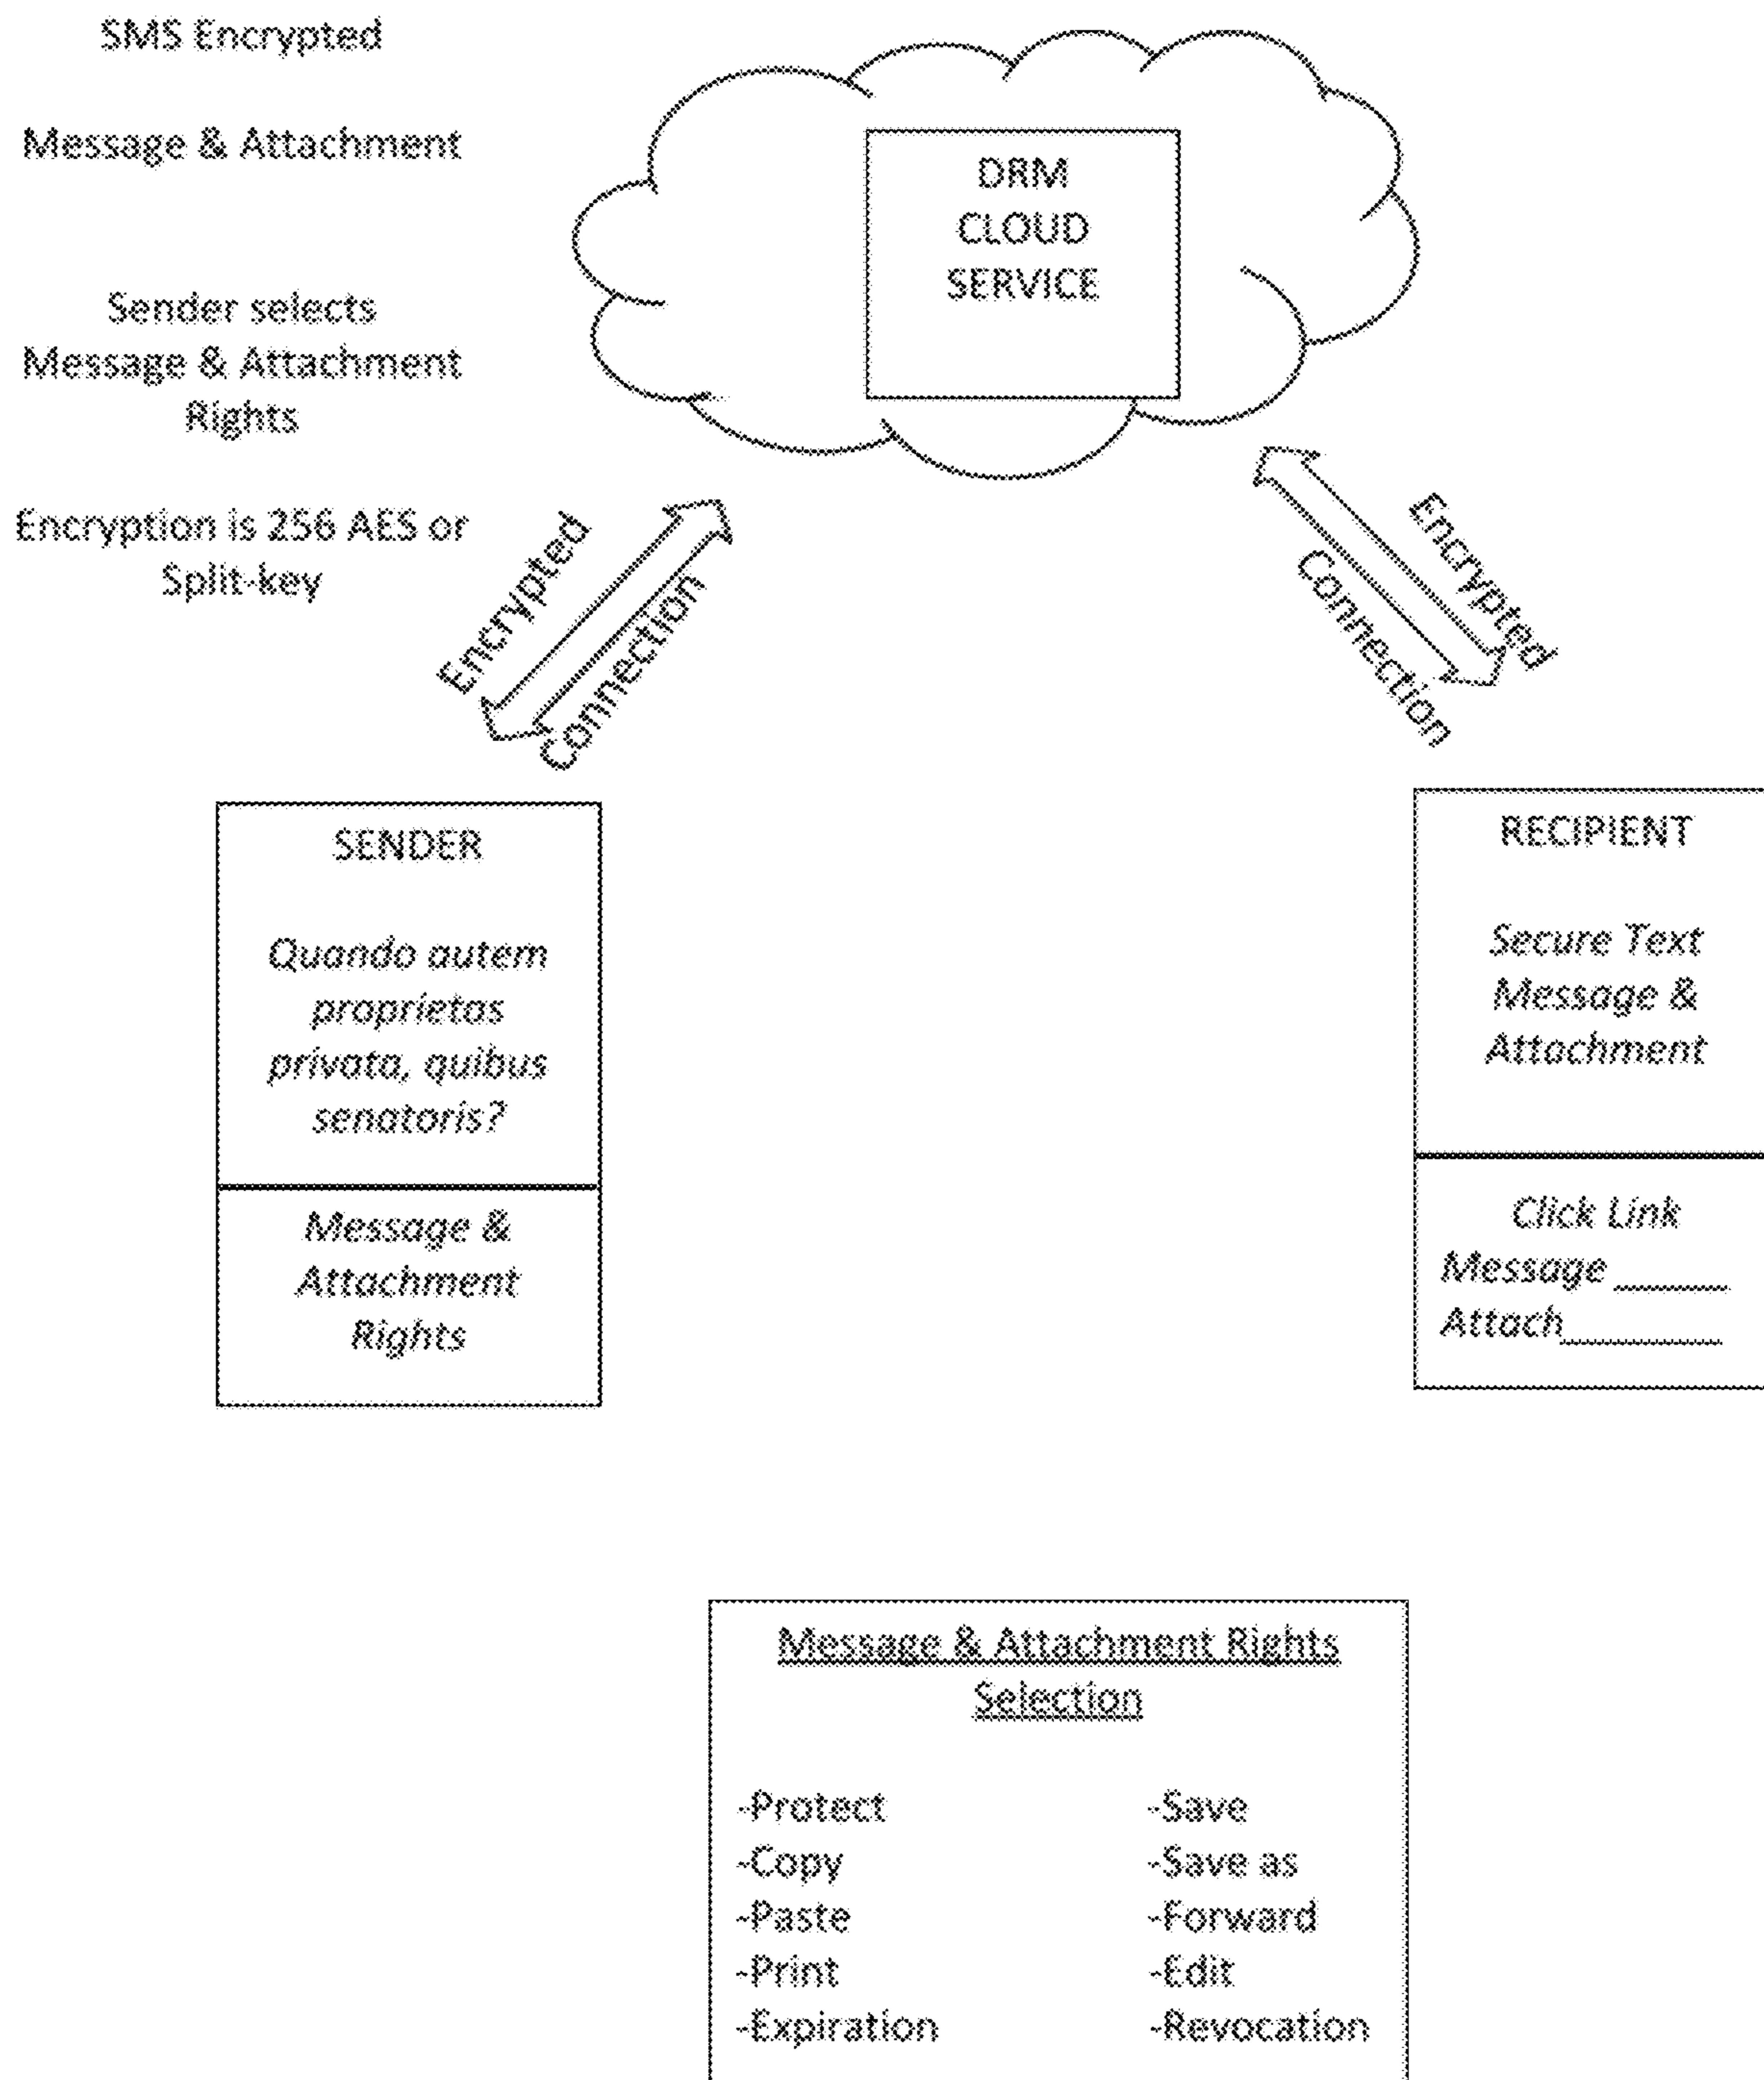 SMS Encrypted
Message & Attachment
Sender selects
Message & Attachment
Rights
Encryption is 256 AES or
Split-key
DRM
CLOUD
SERVICE
Encrypted
Connection
Encrypted
Connection
SENDER
Quando autem
proprietas
privata, quibus
senatoris?
Message &
Attachment
Rights
RECIPIENT
Secure Text
Message &
Attachment
Click Link
Message ______
Attach________
Message & Attachment Rights
Selection
-Protect
-Copy
-Paste
-Print
-Expiration
-Save
-Save as
-Forward
-Edit
-Revocation